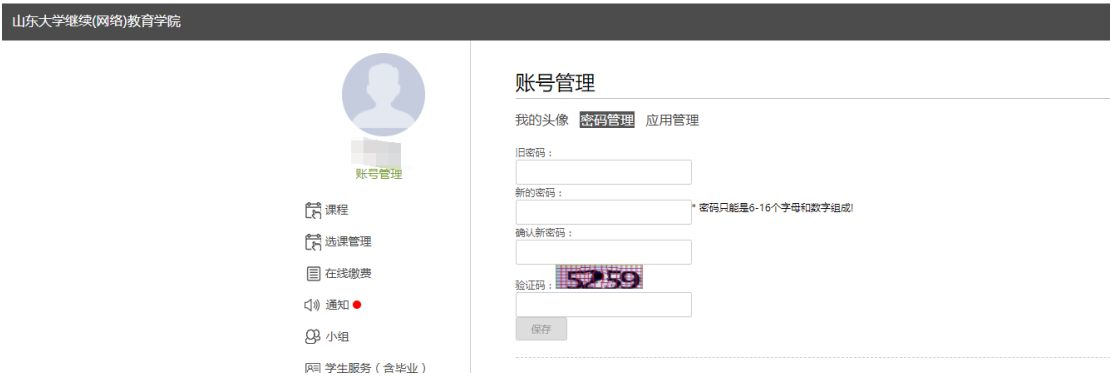 山东大学继续(网络)教育学院
账号管理
课程
选课管理
在线缴费
通知
小组
学生服务（含毕业）
账号管理
我的头像 密码管理 应用管理
旧密码：
新的密码：
* 密码只能是6-16个字母和数字组成!
确认新密码：
验证码：5259
保存